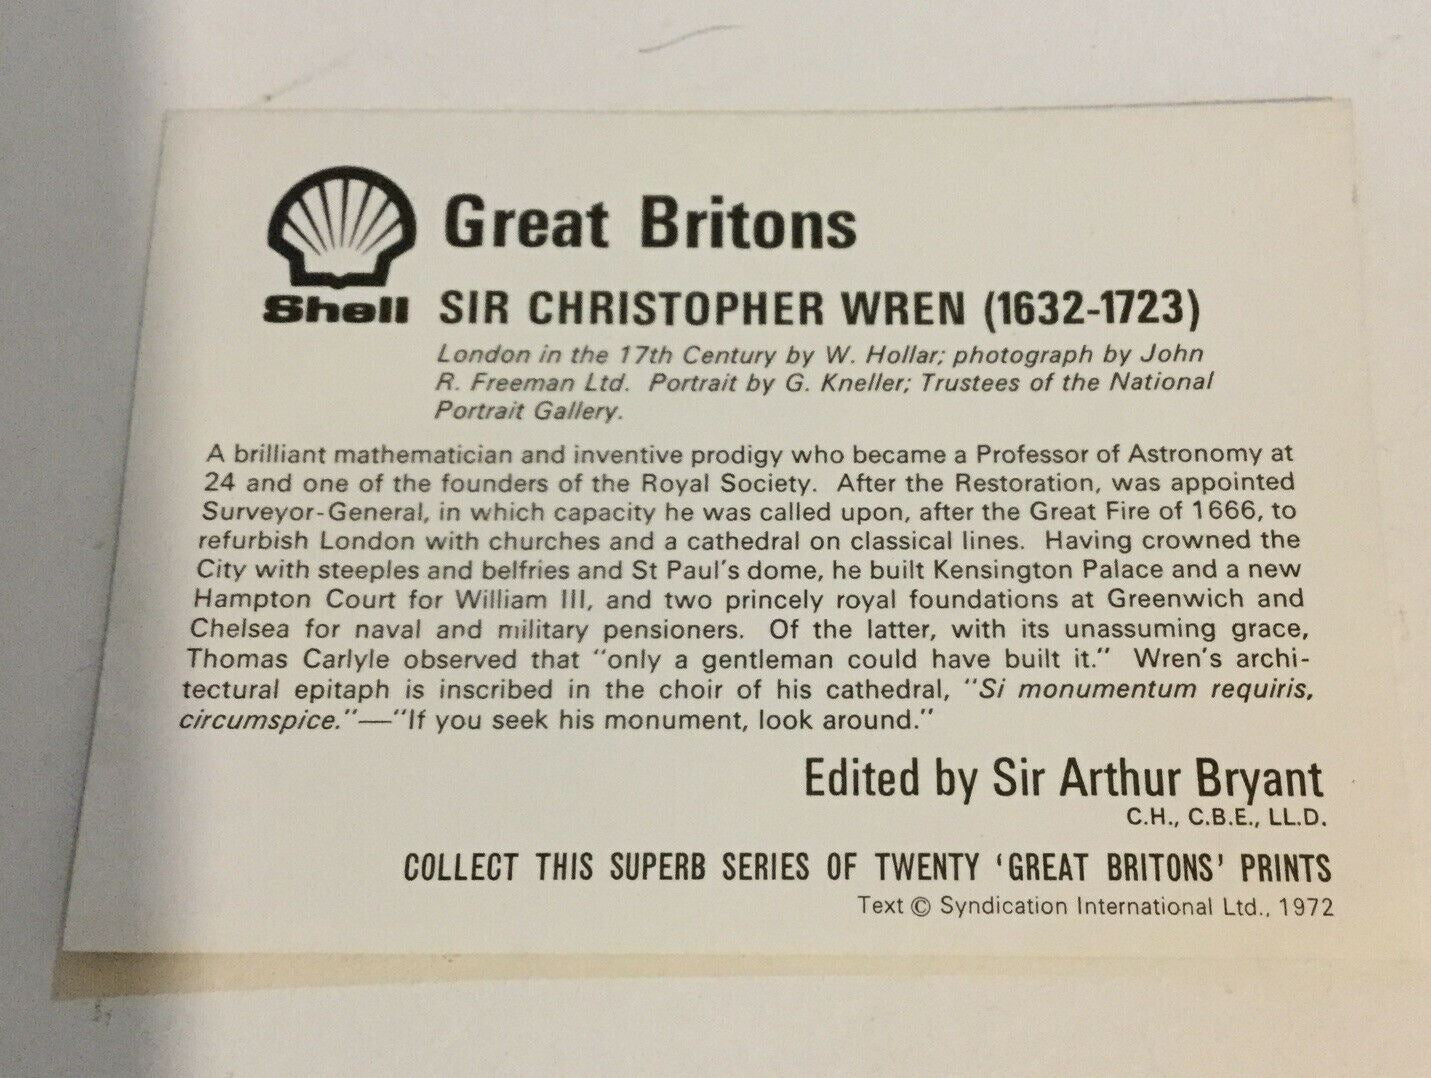 Great Britons
Shell
SIR CHRISTOPHER WREN (1632-1723)
London in the 17th Century by W. Hollar; photograph by John
R. Freeman Ltd. Portrait by G. Kneller; Trustees of the National
Portrait Gallery.
A brilliant mathematician and inventive prodigy who became a Professor of Astronomy at
24 and one of the founders of the Royal Society. After the Restoration, was appointed
Surveyor-General, in which capacity he was called upon, after the Great Fire of 1666, to
refurbish London with churches and a cathedral on classical lines. Having crowned the
City with steeples and belfries and St Paul's dome, he built Kensington Palace and a new
Hampton Court for William III, and two princely royal foundations at Greenwich and
Chelsea for naval and military pensioners. Of the latter, with its unassuming grace,
Thomas Carlyle observed that "only a gentleman could have built it." Wren's archi-
tectural epitaph is inscribed in the choir of his cathedral, "Si monumentum requiris,
circumspice."—"If you seek his monument, look around."
Edited by Sir Arthur Bryant
C.H., C.B.E., LL.D.
COLLECT THIS SUPERB SERIES OF TWENTY 'GREAT BRITONS' PRINTS
Text © Syndication International Ltd., 1972